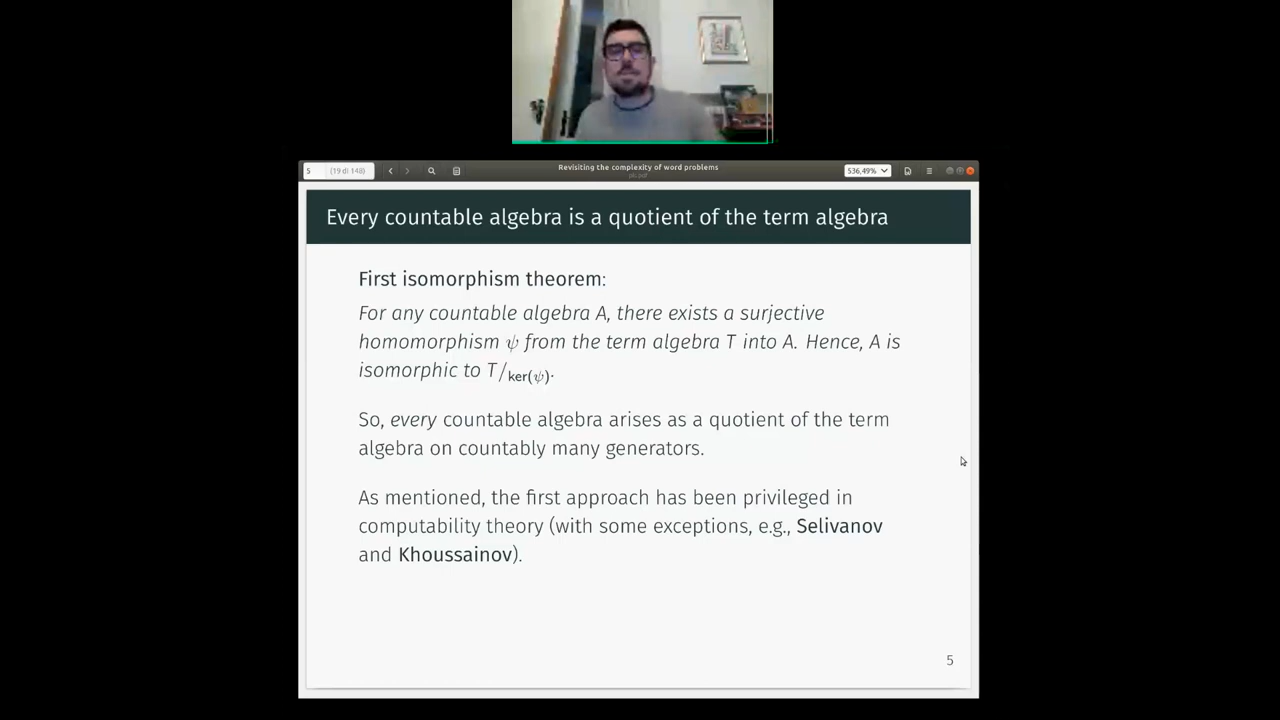 5 (19 di 148)
Revisiting the complexity of word problems
536,49%
Every countable algebra is a quotient of the term algebra
First isomorphism theorem:
For any countable algebra A, there exists a surjective
homomorphism ψ from the term algebra T into A. Hence, A is
isomorphic to T/ker(ψ).
So, every countable algebra arises as a quotient of the term
algebra on countably many generators.
As mentioned, the first approach has been privileged in
computability theory (with some exceptions, e.g., Selivanov
and Khoussainov).
5